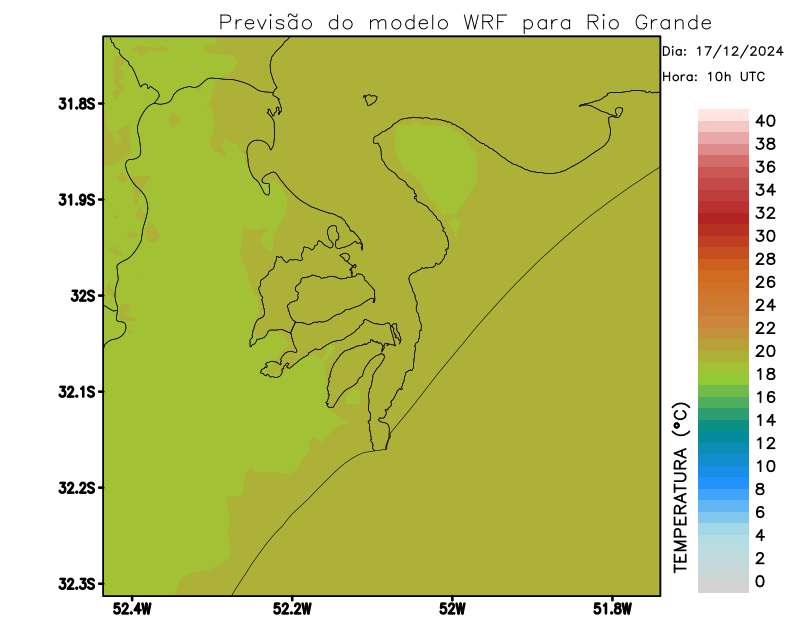 Previsão do modelo WRF para Rio Grande
Dia: 17/12/2024
Hora: 10h UTC
31.8S
31.9S
32S
32.1S
32.2S
32.3S
52.4W
52.2W
52W
51.8W
TEMPERATURA (°C)
40
38
36
34
32
30
28
26
24
22
20
18
16
14
12
10
8
6
4
2
0